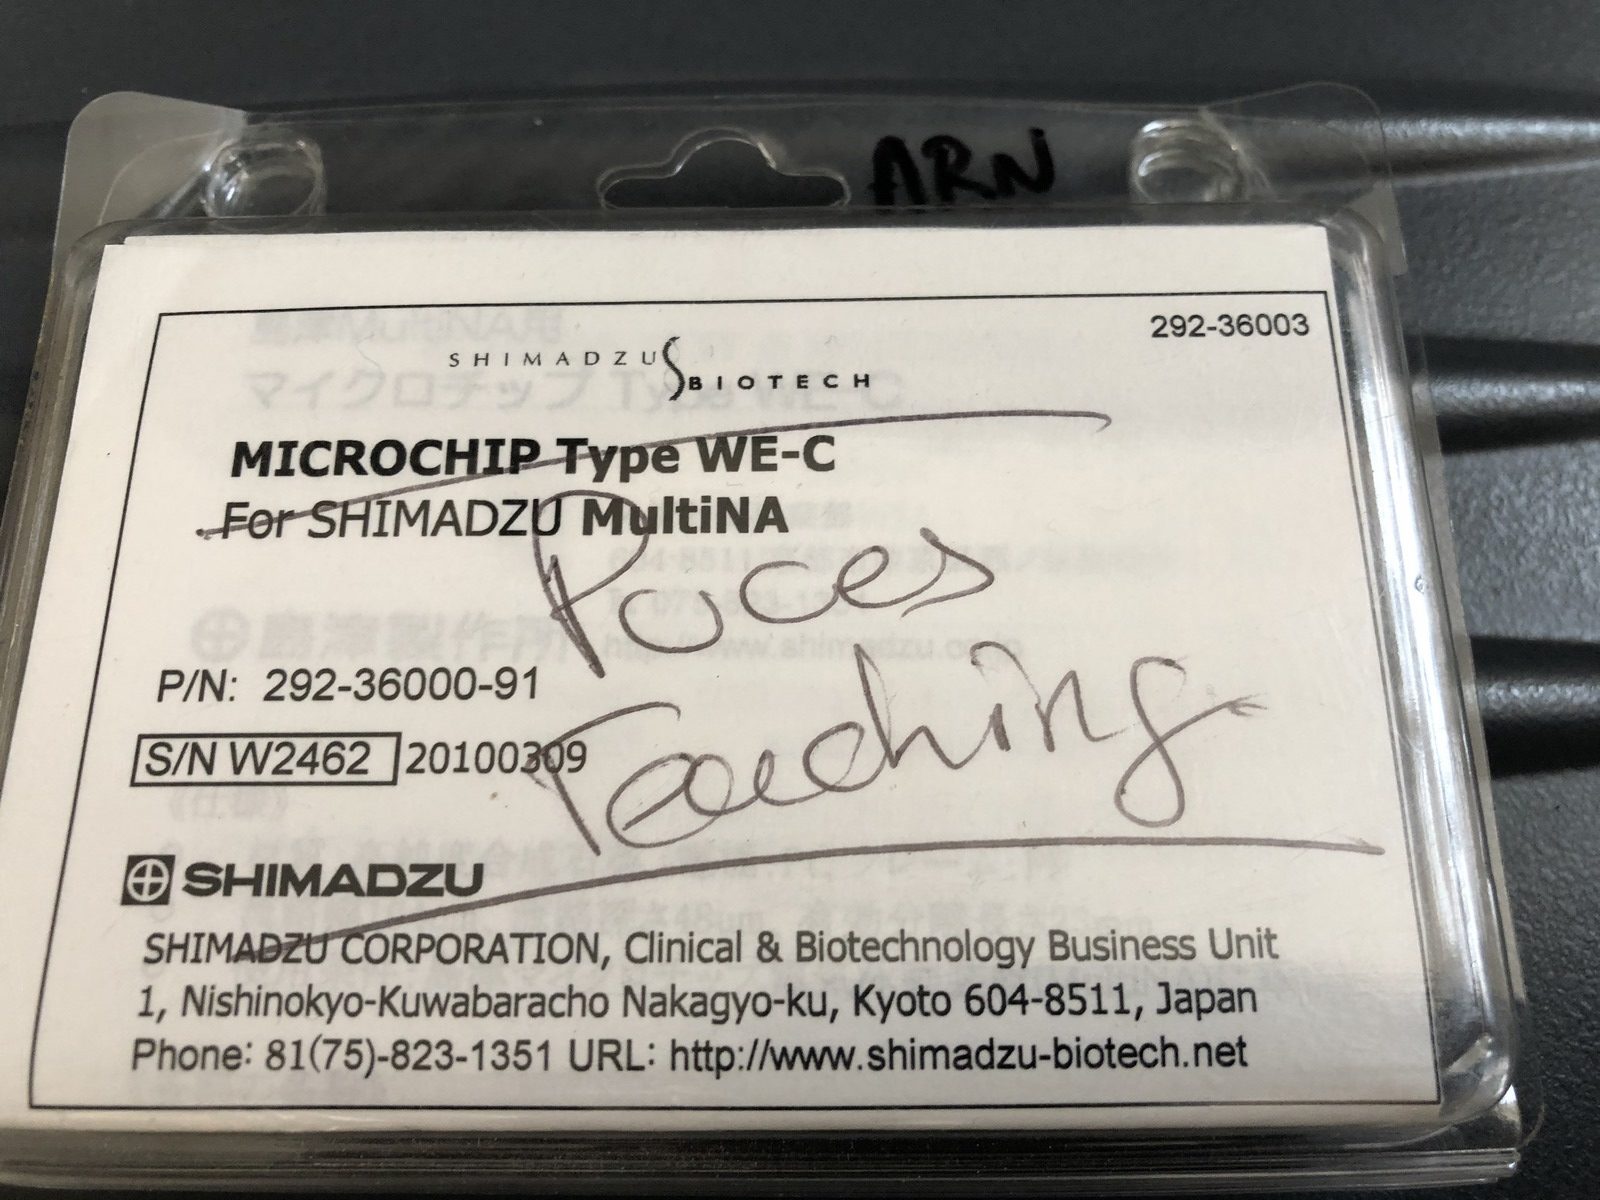 ARN
292-36003
SHIMADZU BIOTECH
MICROCHIP Type WE-C
For SHIMADZU MultiNA
Puces
Teaching
P/N: 292-36000-91
S/N W2462 20100309
SHIMADZU
SHIMADZU CORPORATION, Clinical & Biotechnology Business Unit
1, Nishinokyo-Kuwabaracho Nakagyo-ku, Kyoto 604-8511, Japan
Phone: 81(75)-823-1351 URL: http://www.shimadzu-biotech.net